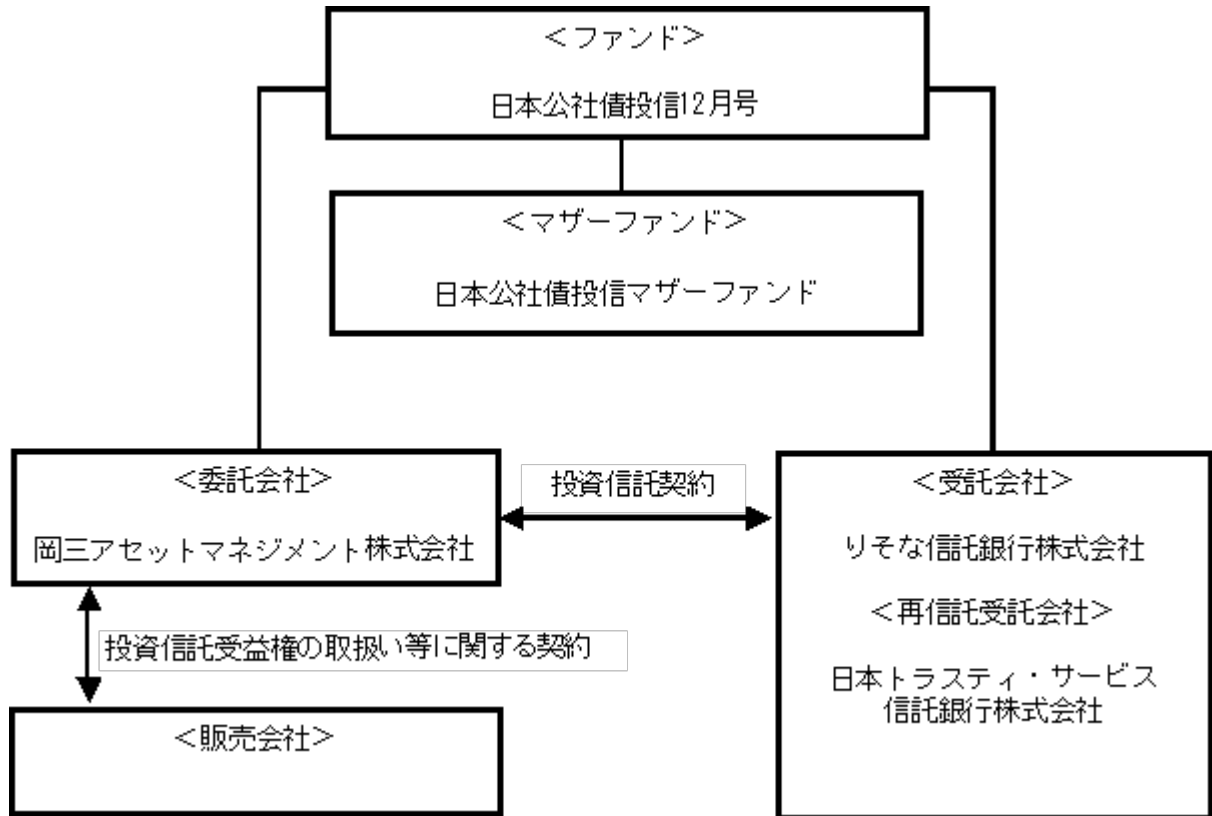 ＜ファンド＞
日本公社債投信12月号
＜マザーファンド＞
日本公社債投信マザーファンド
＜委託会社＞
岡三アセットマネジメント株式会社
投資信託契約
＜受託会社＞
りそな信託銀行株式会社
＜再信託受託会社＞
日本トラスティ・サービス
信託銀行株式会社
投資信託受益権の取扱い等に関する契約
＜販売会社＞